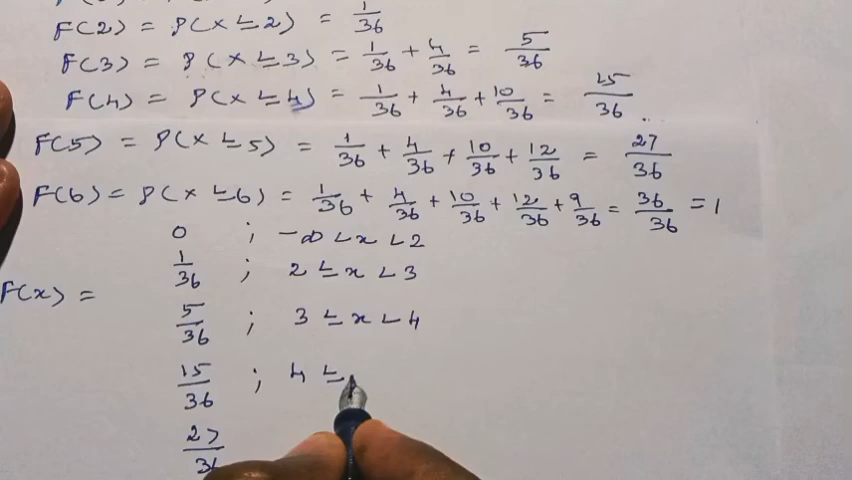 F(2) = P(X ≤ 2) = 1/36
F(3) = P(X ≤ 3) = 1/36 + 4/36 = 5/36
F(4) = P(X ≤ 4) = 1/36 + 4/36 + 10/36 = 15/36
F(5) = P(X ≤ 5) = 1/36 + 4/36 + 10/36 + 12/36 = 27/36
F(6) = P(X ≤ 6) = 1/36 + 4/36 + 10/36 + 12/36 + 9/36 = 36/36 = 1
0 ; -∞ < x < 2
1/36 ; 2 ≤ x < 3
F(x) =
5/36 ; 3 ≤ x < 4
15/36 ; 4 ≤
27/36